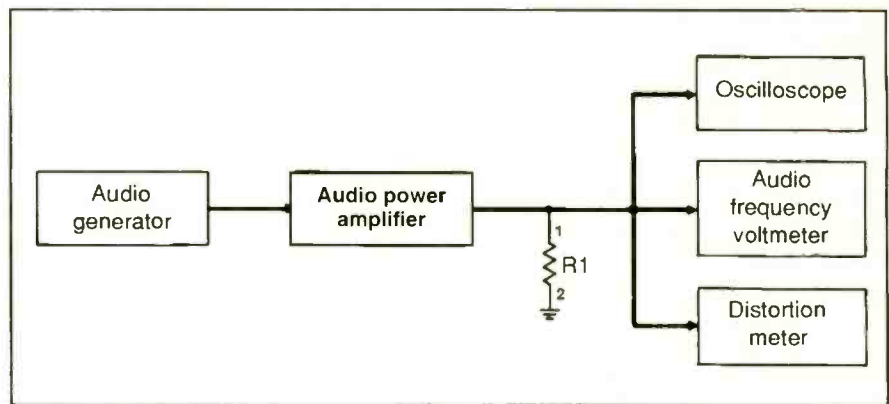 Audio
generator
Audio power
amplifier
1
R1
2
Oscilloscope
Audio
frequency
voltmeter
Distortion
meter